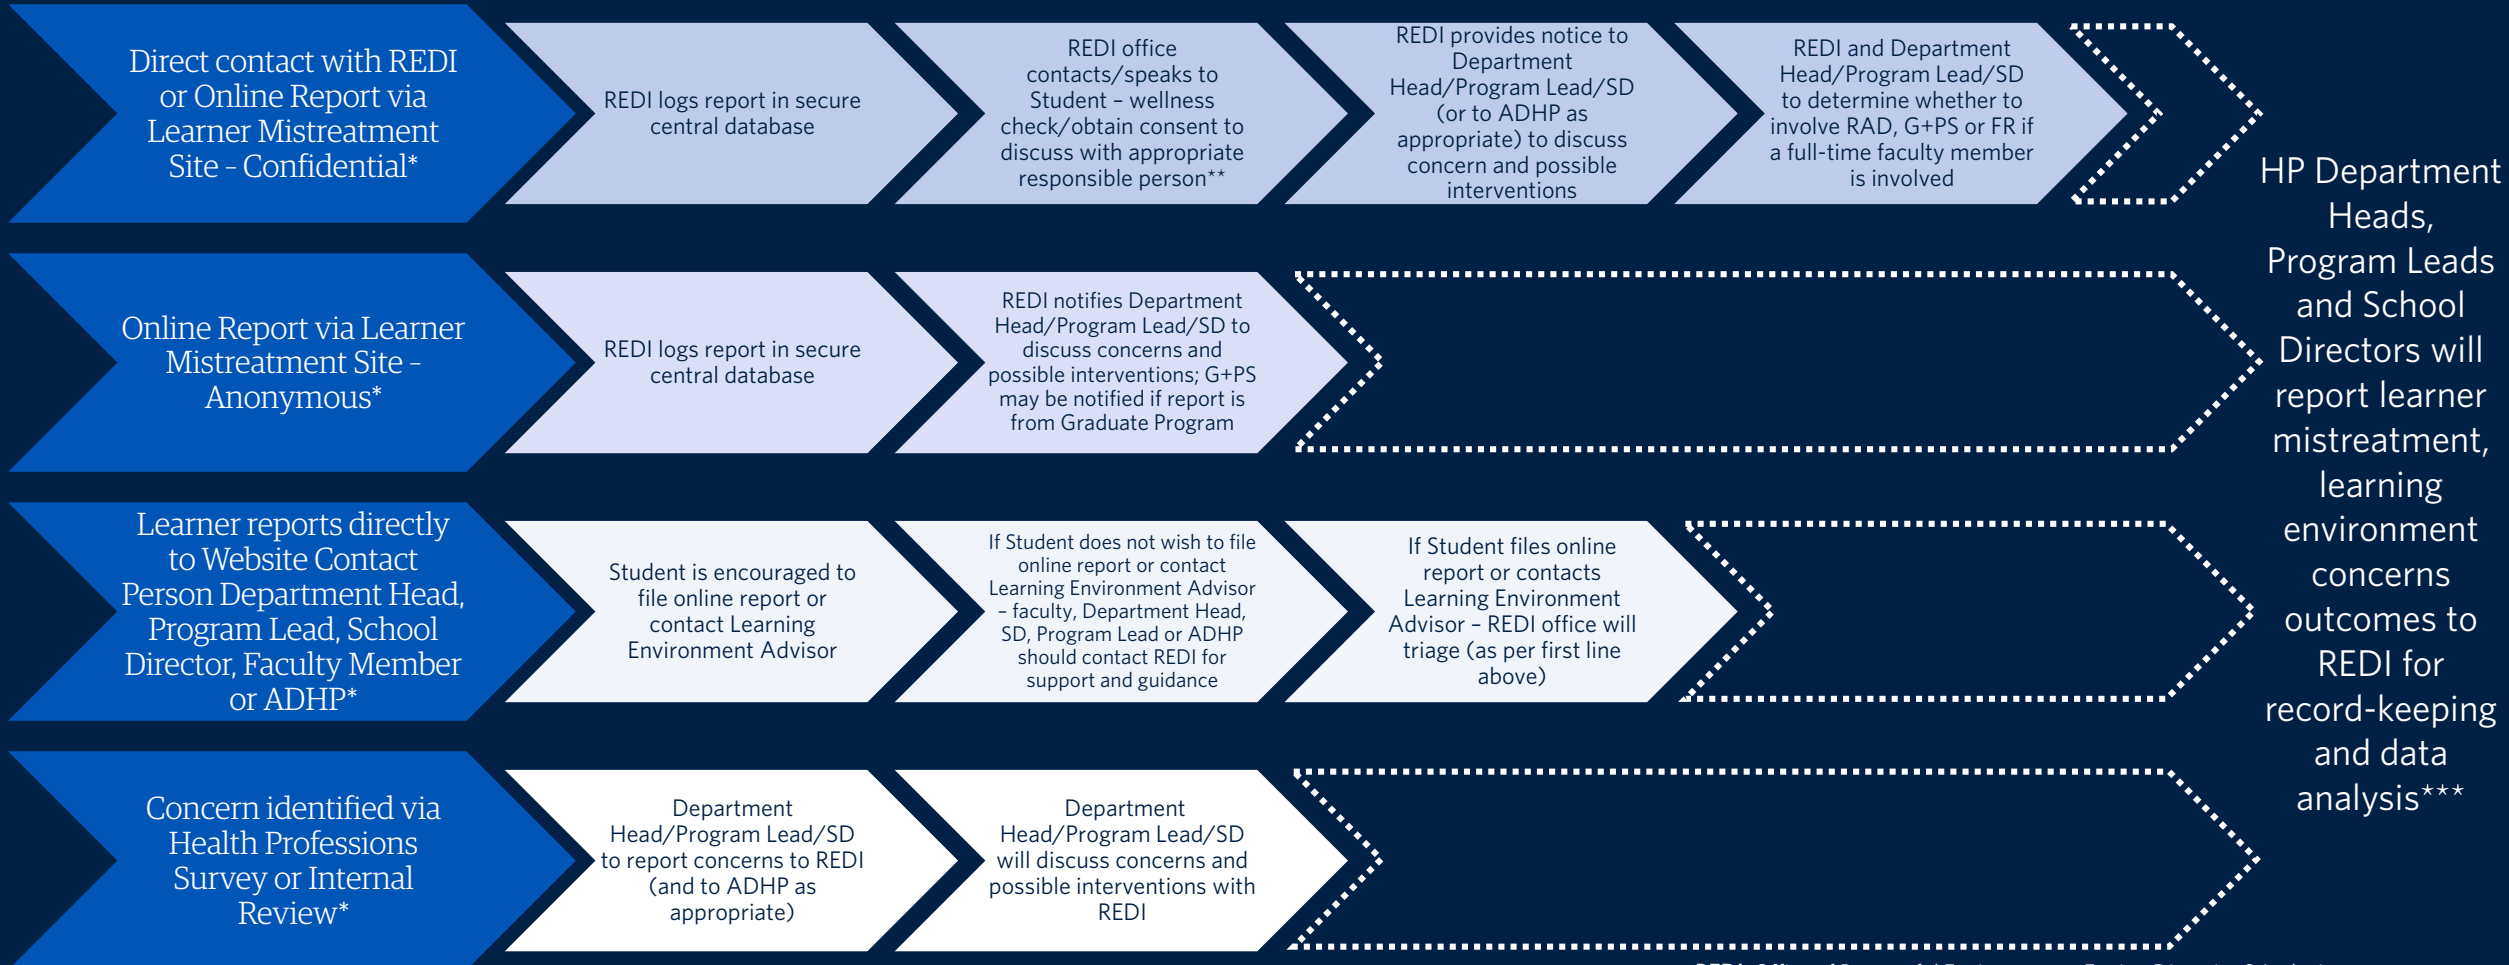 Direct contact with REDI
or Online Report via
Learner Mistreatment
Site – Confidential*
REDI logs report in secure
central database
REDI office
contacts/speaks to
Student – wellness
check/obtain consent to
discuss with appropriate
responsible person**
REDI provides notice to
Department
Head/Program Lead/SD
(or to ADHP as
appropriate) to discuss
concern and possible
interventions
REDI and Department
Head/Program Lead/SD
to determine whether to
involve RAD, G+PS or FR if
a full-time faculty member
is involved
Online Report via Learner
Mistreatment Site –
Anonymous*
REDI logs report in secure
central database
REDI notifies Department
Head/Program Lead/SD to
discuss concerns and
possible interventions; G+PS
may be notified if report is
from Graduate Program
Learner reports directly
to Website Contact
Person Department Head,
Program Lead, School
Director, Faculty Member
or ADHP*
Student is encouraged to
file online report or
contact Learning
Environment Advisor
If Student does not wish to file
online report or contact
Learning Environment Advisor
– faculty, Department Head,
SD, Program Lead or ADHP
should contact REDI for
support and guidance
If Student files online
report or contacts
Learning Environment
Advisor – REDI office will
triage (as per first line
above)
Concern identified via
Health Professions
Survey or Internal
Review*
Department
Head/Program Lead/SD
to report concerns to REDI
(and to ADHP as
appropriate)
Department
Head/Program Lead/SD
will discuss concerns and
possible interventions with
REDI
HP Department
Heads,
Program Leads
and School
Directors will
report learner
mistreatment,
learning
environment
concerns
outcomes to
REDI for
record-keeping
and data
analysis***